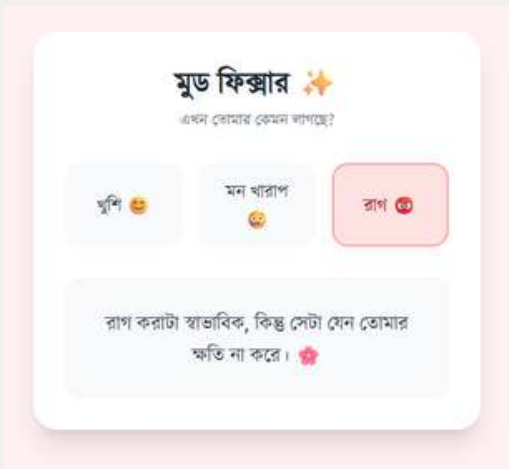 মুড ফিক্সার ✨
এখন তোমার কেমন লাগছে?
খুশি 😊
মন খারাপ
😢
রাগ 😡
রাগ করাটা স্বাভাবিক, কিন্তু সেটা যেন তোমার
ক্ষতি না করে। 🌸